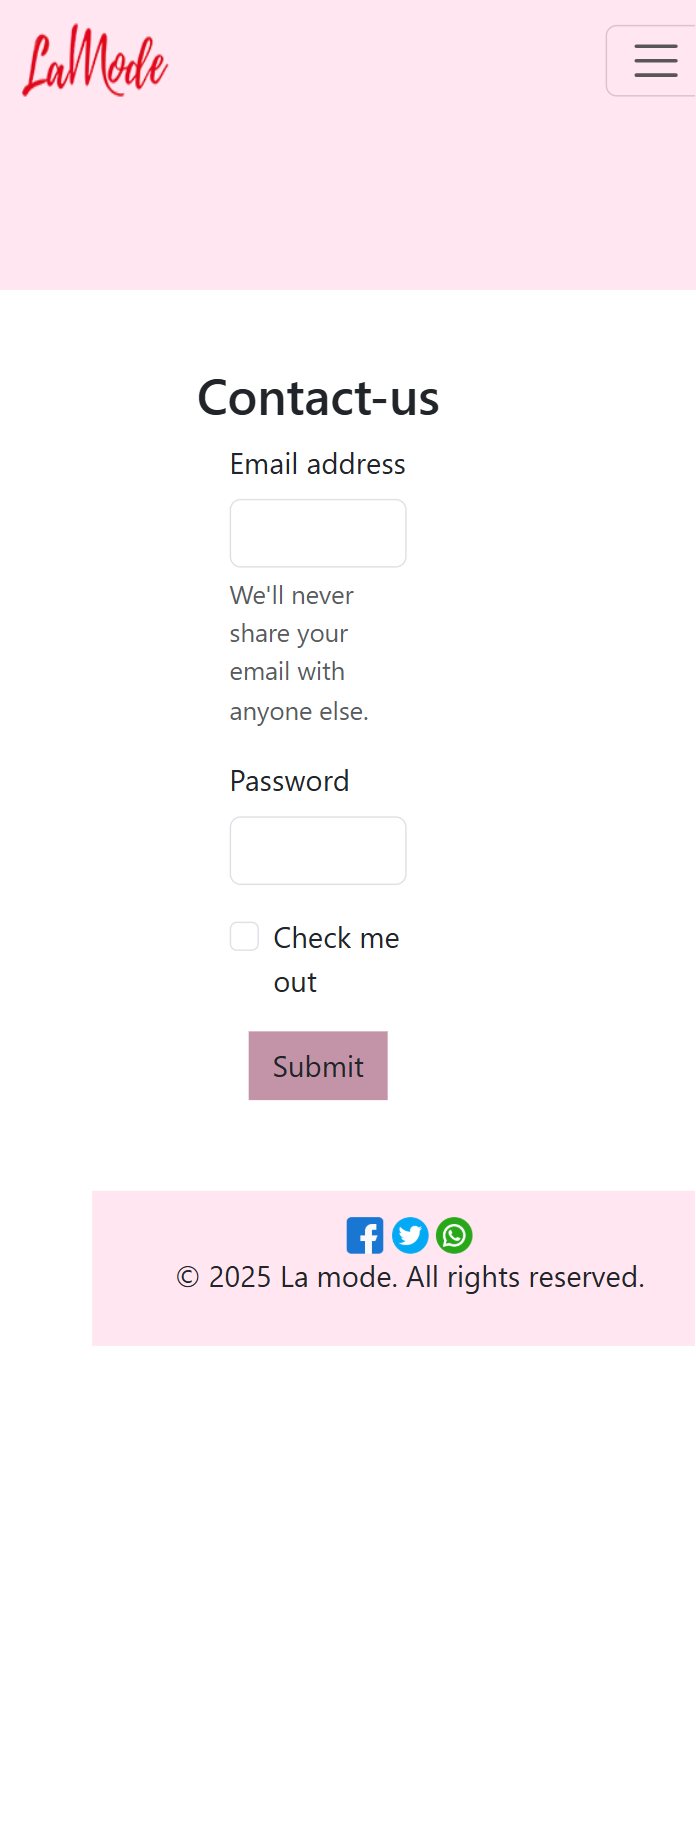 LaMode
Contact-us
Email address
We'll never
share your
email with
anyone else.
Password
Check me
out
Submit
© 2025 La mode. All rights reserved.